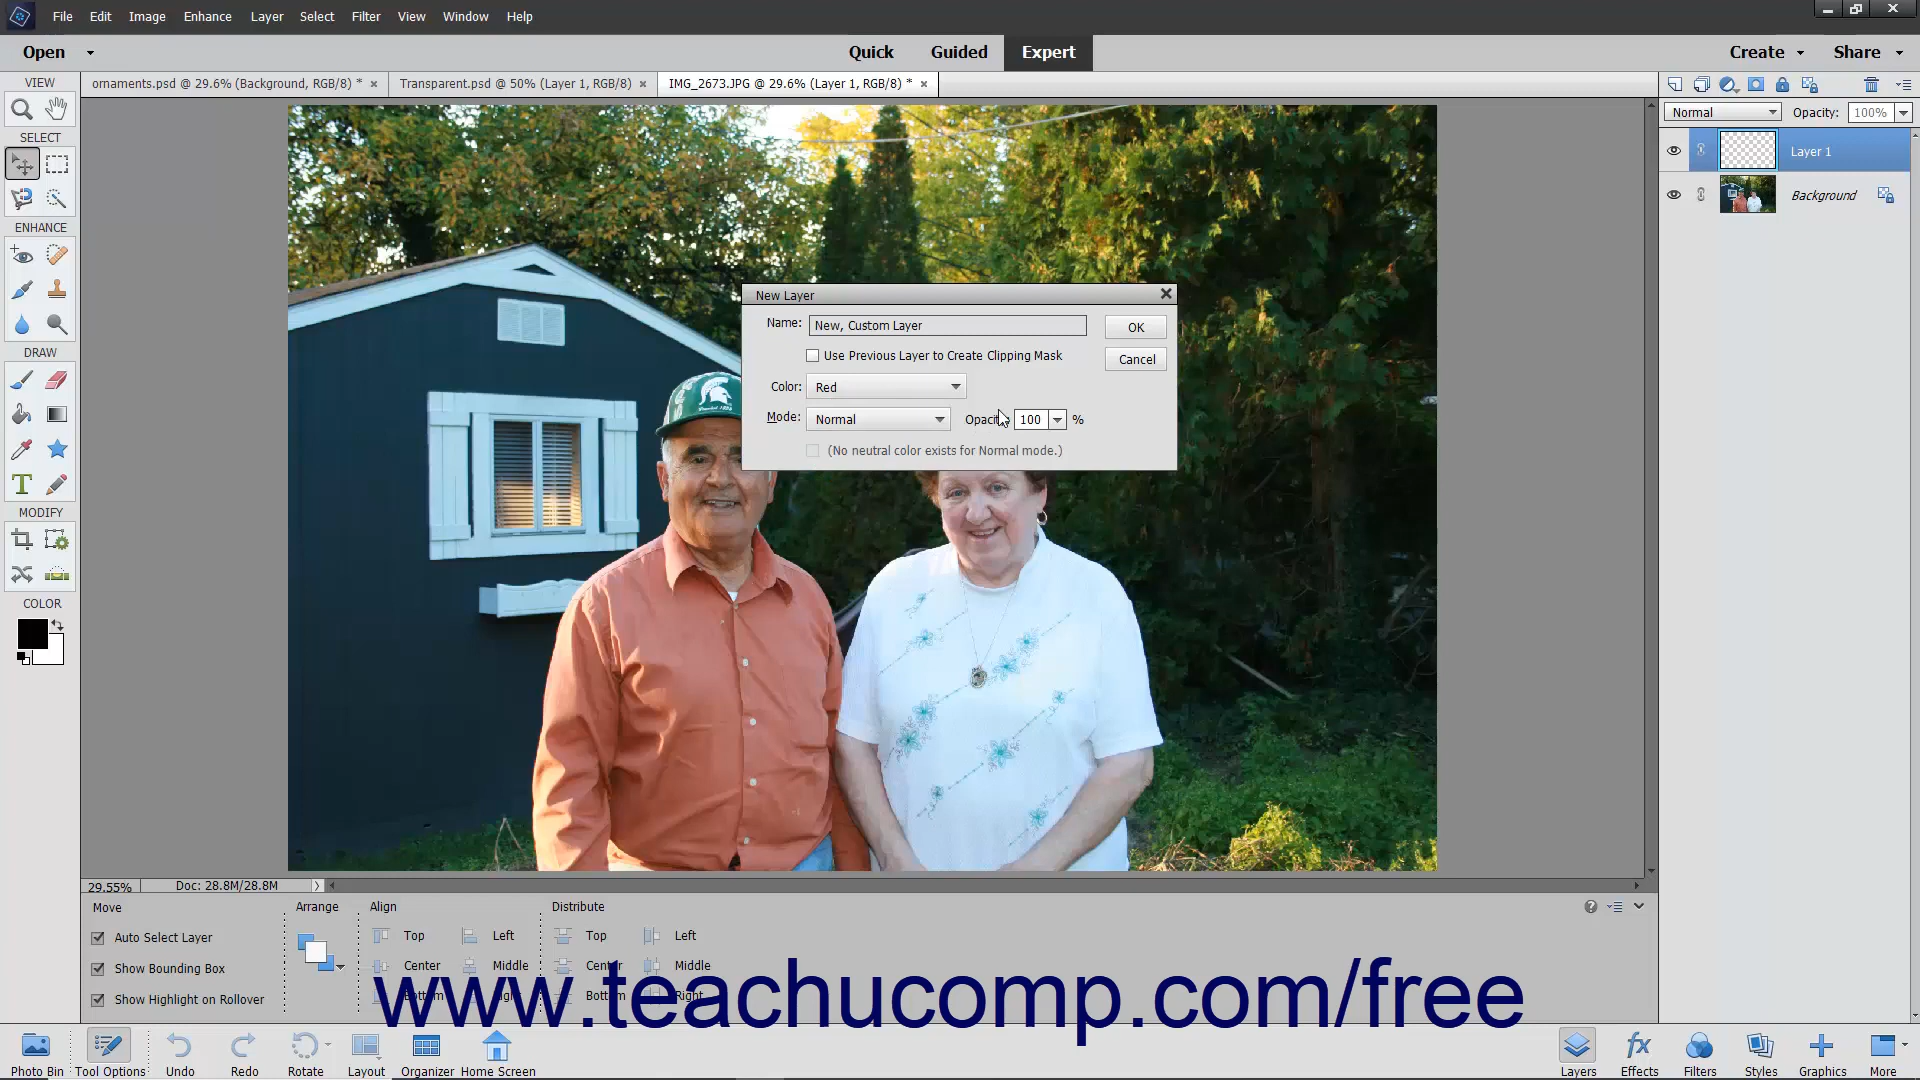 File Edit Image Enhance Layer Select Filter View Window Help
Open Quick Guided Expert Create Share
VIEW
ornaments.psd @ 29.6% (Background, RGB/8) * × Transparent.psd @ 50% (Layer 1, RGB/8) × IMG_2673.JPG @ 29.6% (Layer 1, RGB/8) * ×
Normal Opacity: 100%
SELECT
Layer 1
Background
ENHANCE
New Layer
Name: New, Custom Layer OK
Use Previous Layer to Create Clipping Mask Cancel
Color: Red
Mode: Normal 100 %
(No neutral color exists for Normal mode.)
DRAW
MODIFY
COLOR
29.55% Doc: 28.8M/28.8M
Move Arrange Align Distribute
Auto Select Layer Top Left Top Left
Show Bounding Box Center Middle Center Middle
Show Highlight on Rollover Bottom Right Bottom Right
www.teachucomp.com/free
Photo Bin Tool Options Undo Redo Rotate Layout Organizer Home Screen Layers Effects Filters Styles Graphics More